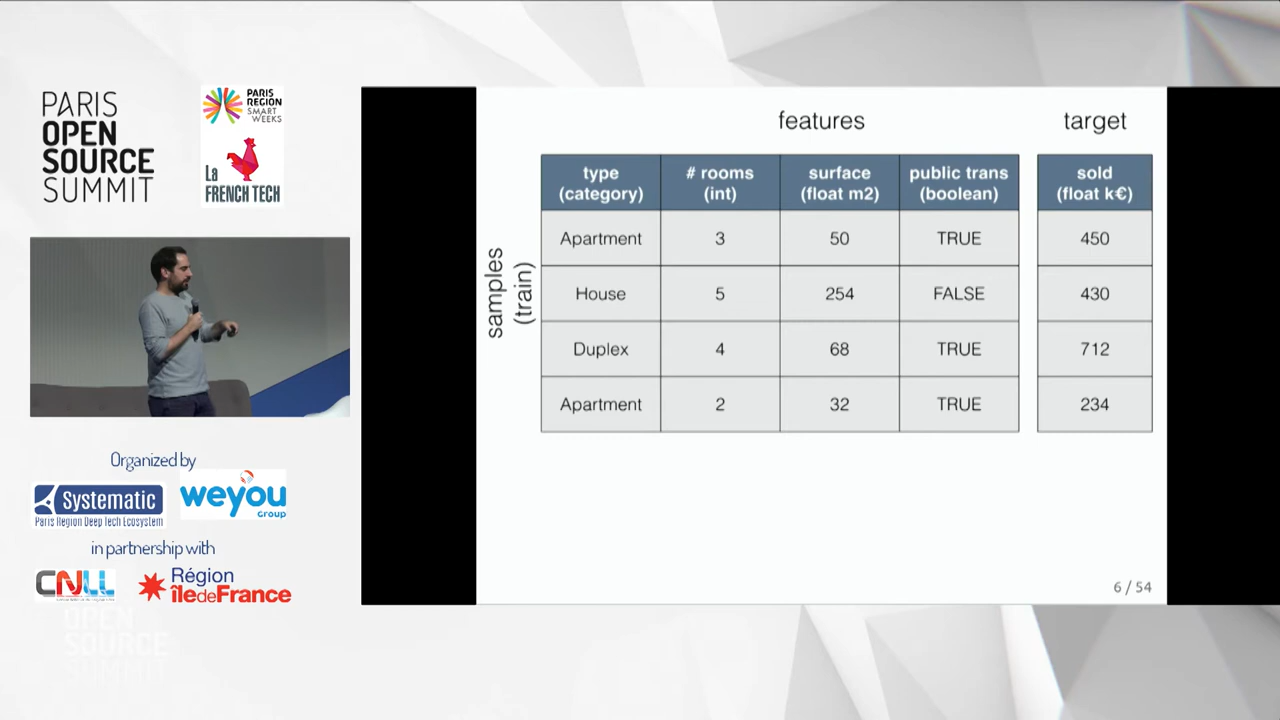 PARIS
OPEN
SOURCE
SUMMIT
PARIS
REGION
SMART
WEEKS
La
FRENCH TECH
Organized by
Systematic
Paris Region Deep Tech Ecosystem
weyou
GROUP
in partnership with
CNLL
Région
îledeFrance
OPEN
SOURCE
SUMMIT
features
target
type
(category)
# rooms
(int)
surface
(float m2)
public trans
(boolean)
sold
(float k€)
samples
(train)
Apartment
3
50
TRUE
450
House
5
254
FALSE
430
Duplex
4
68
TRUE
712
Apartment
2
32
TRUE
234
6 / 54